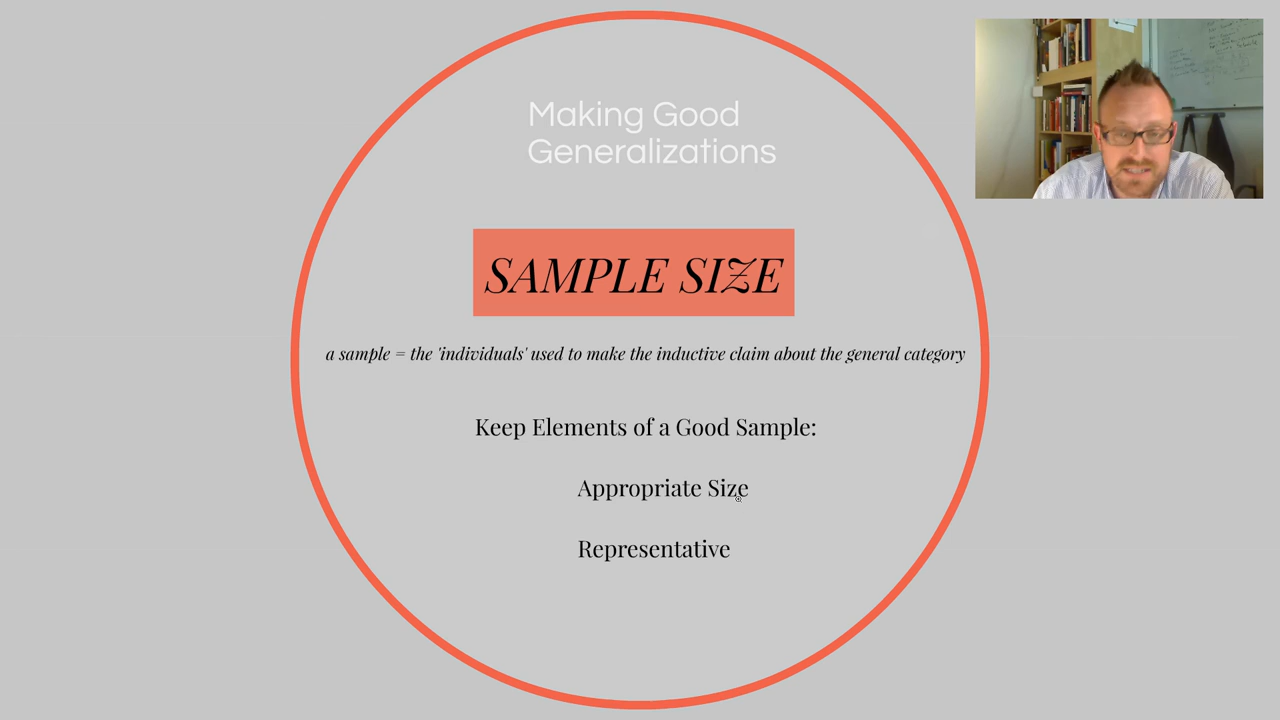 Making Good
Generalizations
SAMPLE SIZE
a sample = the 'individuals' used to make the inductive claim about the general category
Keep Elements of a Good Sample:
Appropriate Size
Representative